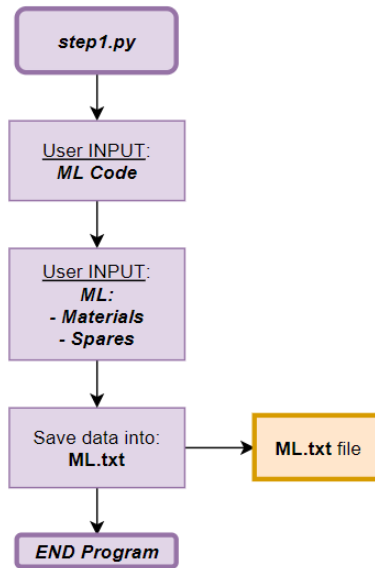 step1.py
User INPUT:
ML Code
User INPUT:
ML:
- Materials
- Spares
Save data into:
ML.txt
ML.txt file
END Program